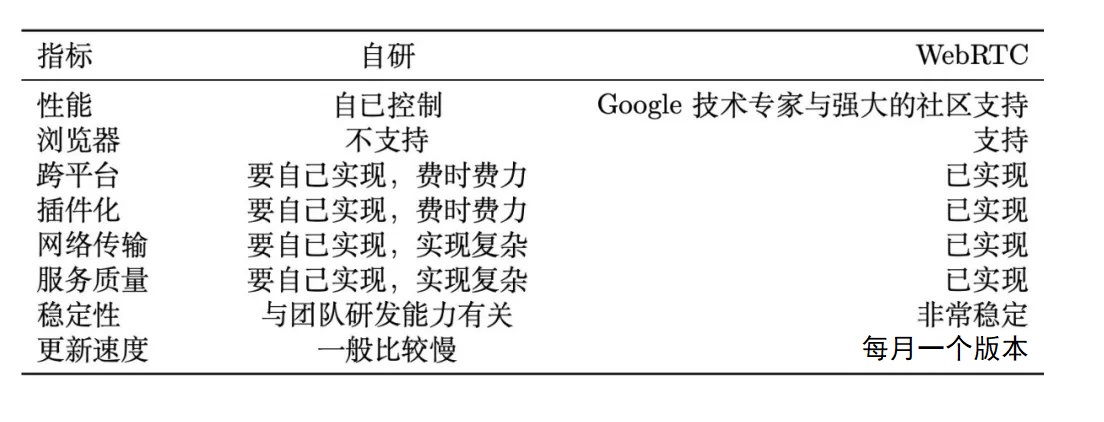 指标 自研 WebRTC
性能 自已控制 Google 技术专家与强大的社区支持
浏览器 不支持 支持
跨平台 要自己实现，费时费力 已实现
插件化 要自己实现，费时费力 已实现
网络传输 要自己实现，实现复杂 已实现
服务质量 要自己实现，实现复杂 已实现
稳定性 与团队研发能力有关 非常稳定
更新速度 一般比较慢 每月一个版本